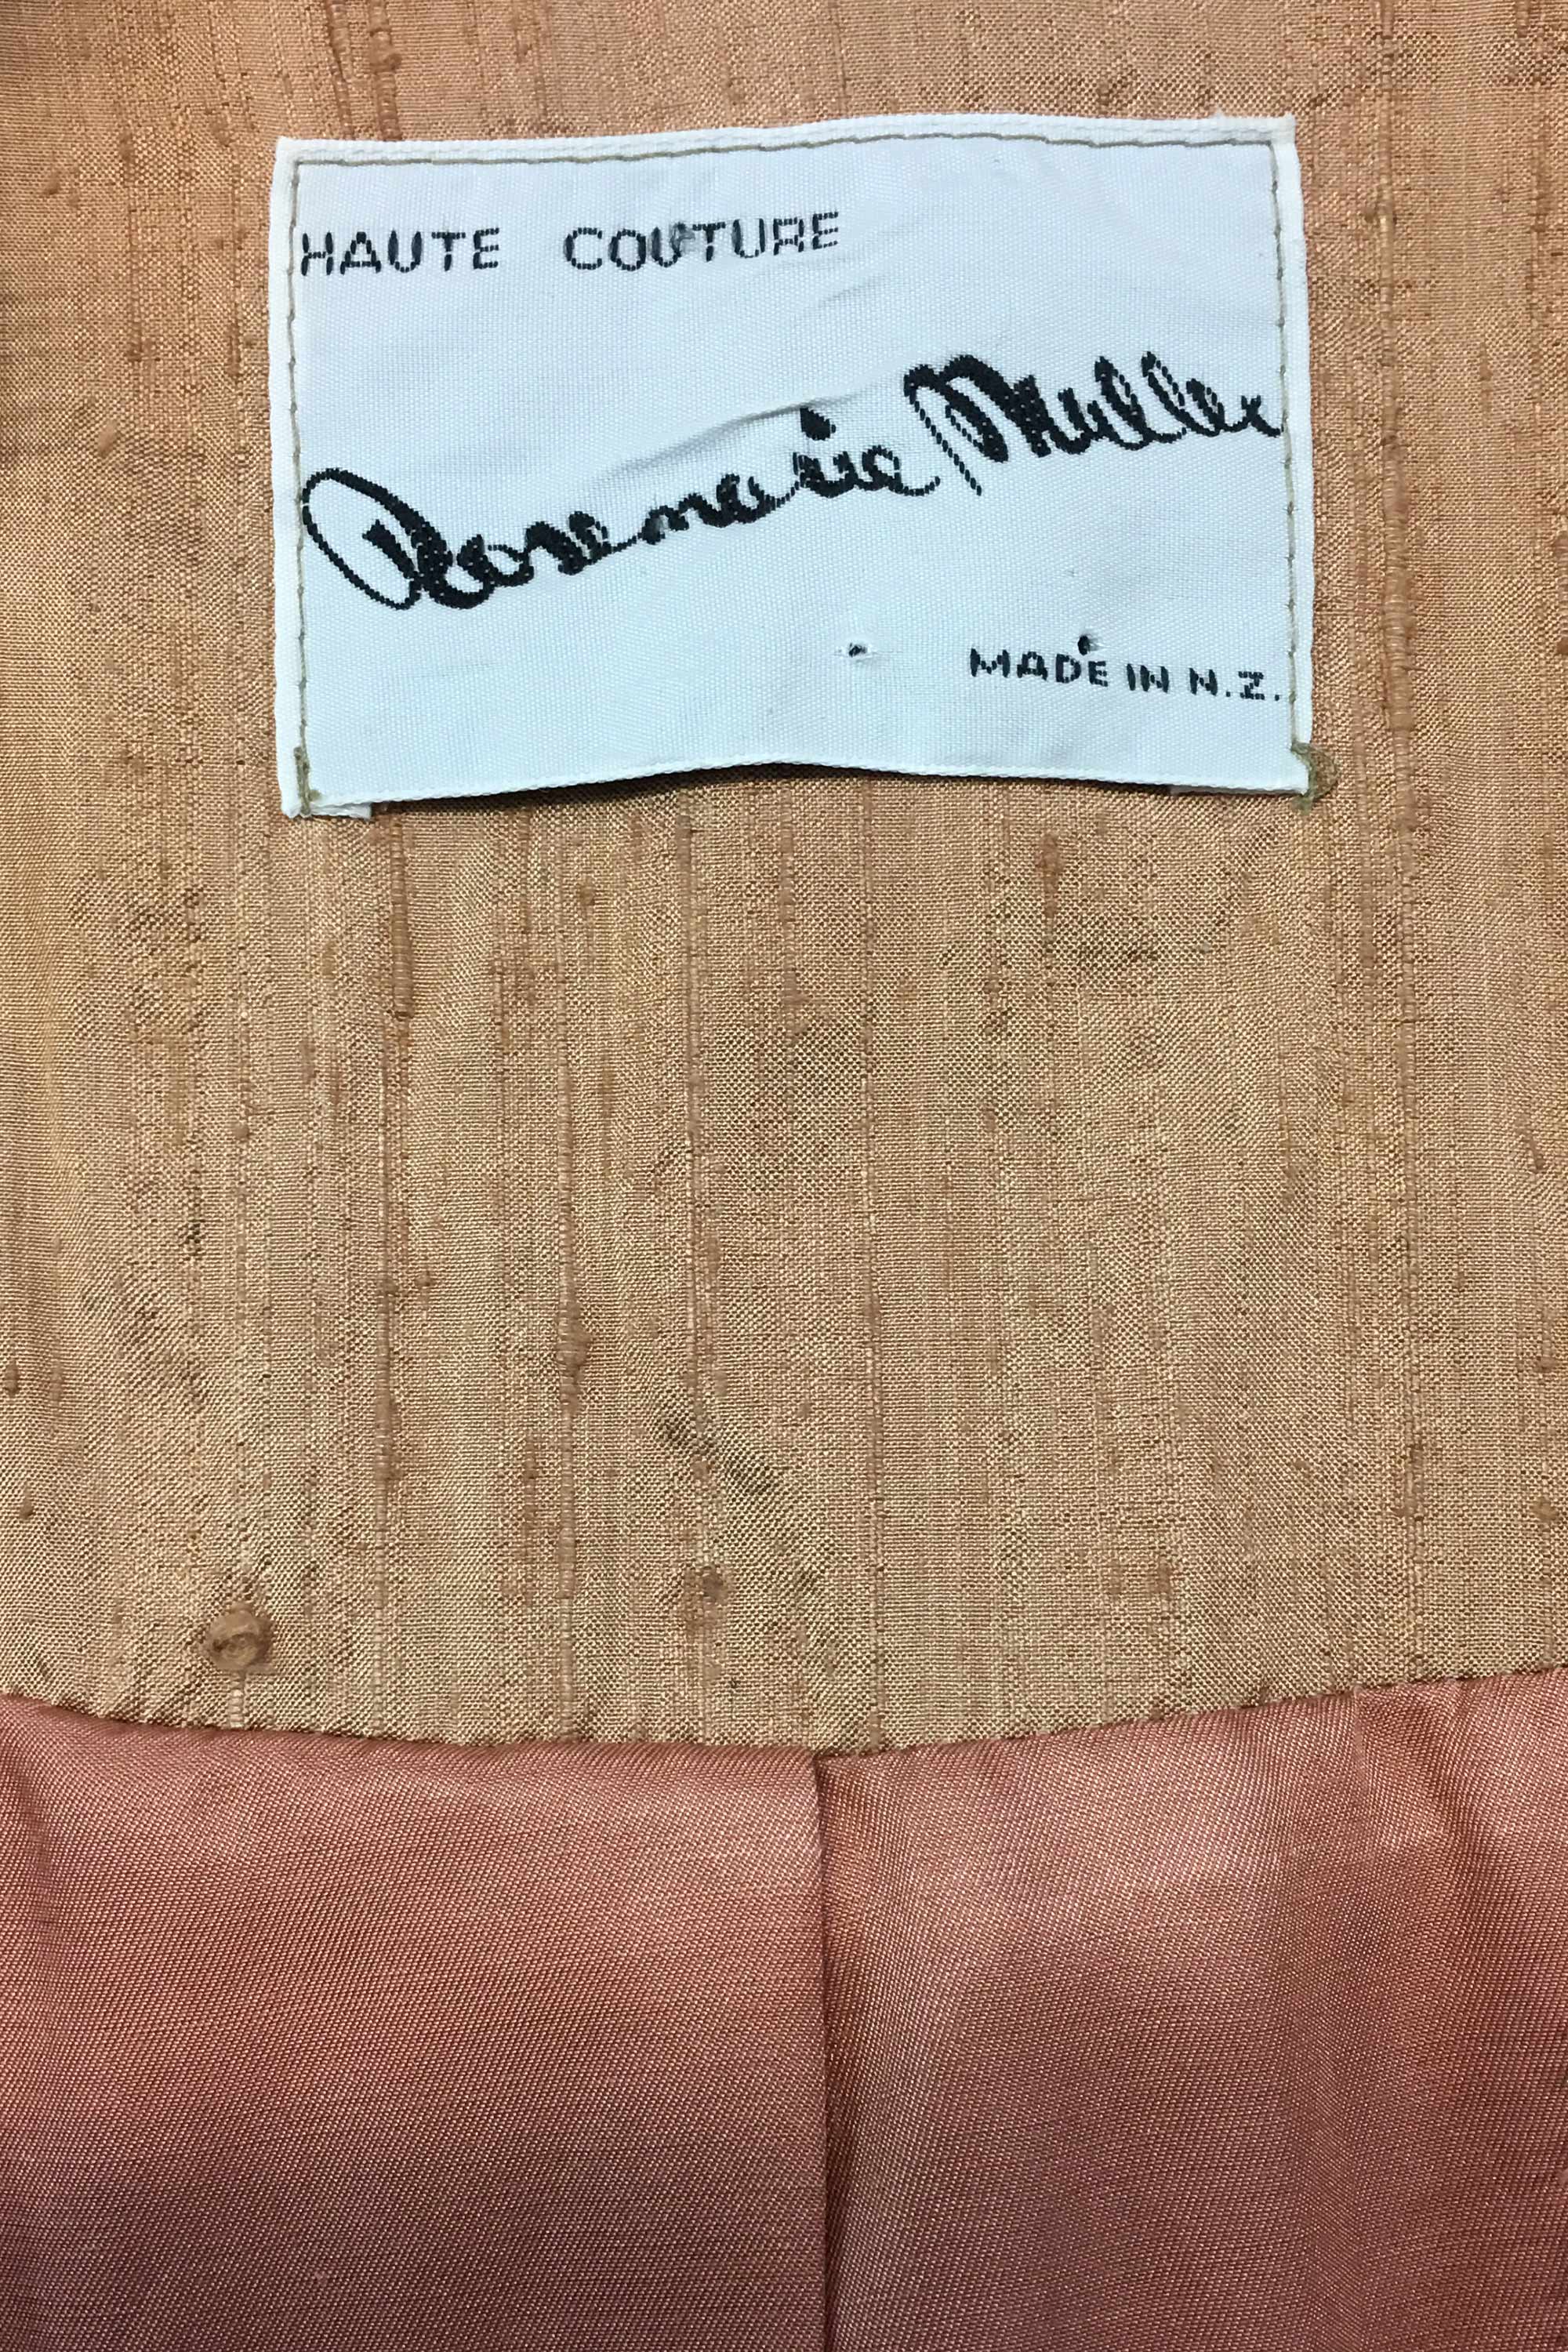 HAUTE COUTURE
Rosemarie Muller
MADE IN N.Z.